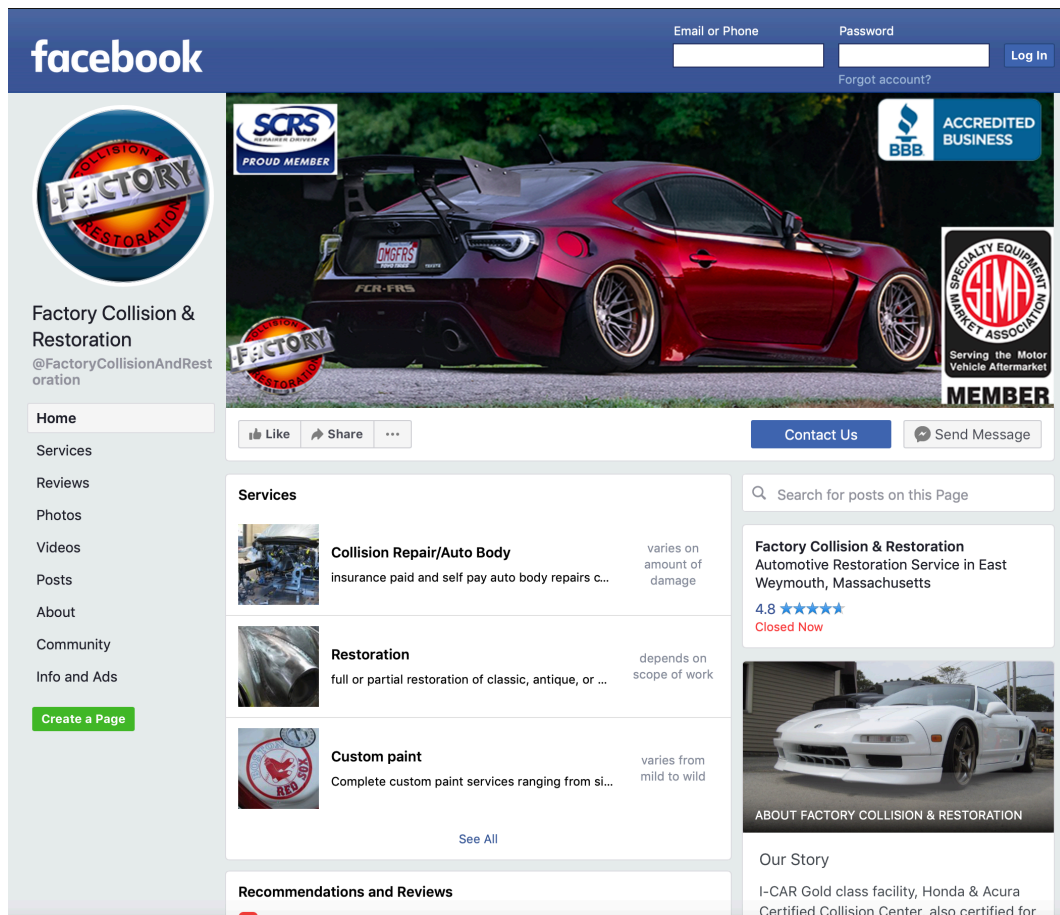 facebook
Email or Phone
Password
Log In
Forgot account?
COLLISION
FACTORY
RESTORATION
Factory Collision &
Restoration
@FactoryCollisionAndRest
oration
Home
Services
Reviews
Photos
Videos
Posts
About
Community
Info and Ads
Create a Page
SCRS
REPAIRER DRIVEN
PROUD MEMBER
BBB
ACCREDITED
BUSINESS
OMGFRS
TOYOTA
FCR-FRS
COLLISION
FACTORY
RESTORATION
SPECIALTY EQUIPMENT
SEMA
MARKET ASSOCIATION
Serving the Motor
Vehicle Aftermarket
MEMBER
Like
Share
···
Contact Us
Send Message
Services
Collision Repair/Auto Body
insurance paid and self pay auto body repairs c...
varies on
amount of
damage
Restoration
full or partial restoration of classic, antique, or ...
depends on
scope of work
RED SOX
Custom paint
Complete custom paint services ranging from si...
varies from
mild to wild
See All
Recommendations and Reviews
Search for posts on this Page
Factory Collision & Restoration
Automotive Restoration Service in East
Weymouth, Massachusetts
4.8
Closed Now
ABOUT FACTORY COLLISION & RESTORATION
Our Story
I-CAR Gold class facility, Honda & Acura
Certified Collision Center, also certified for